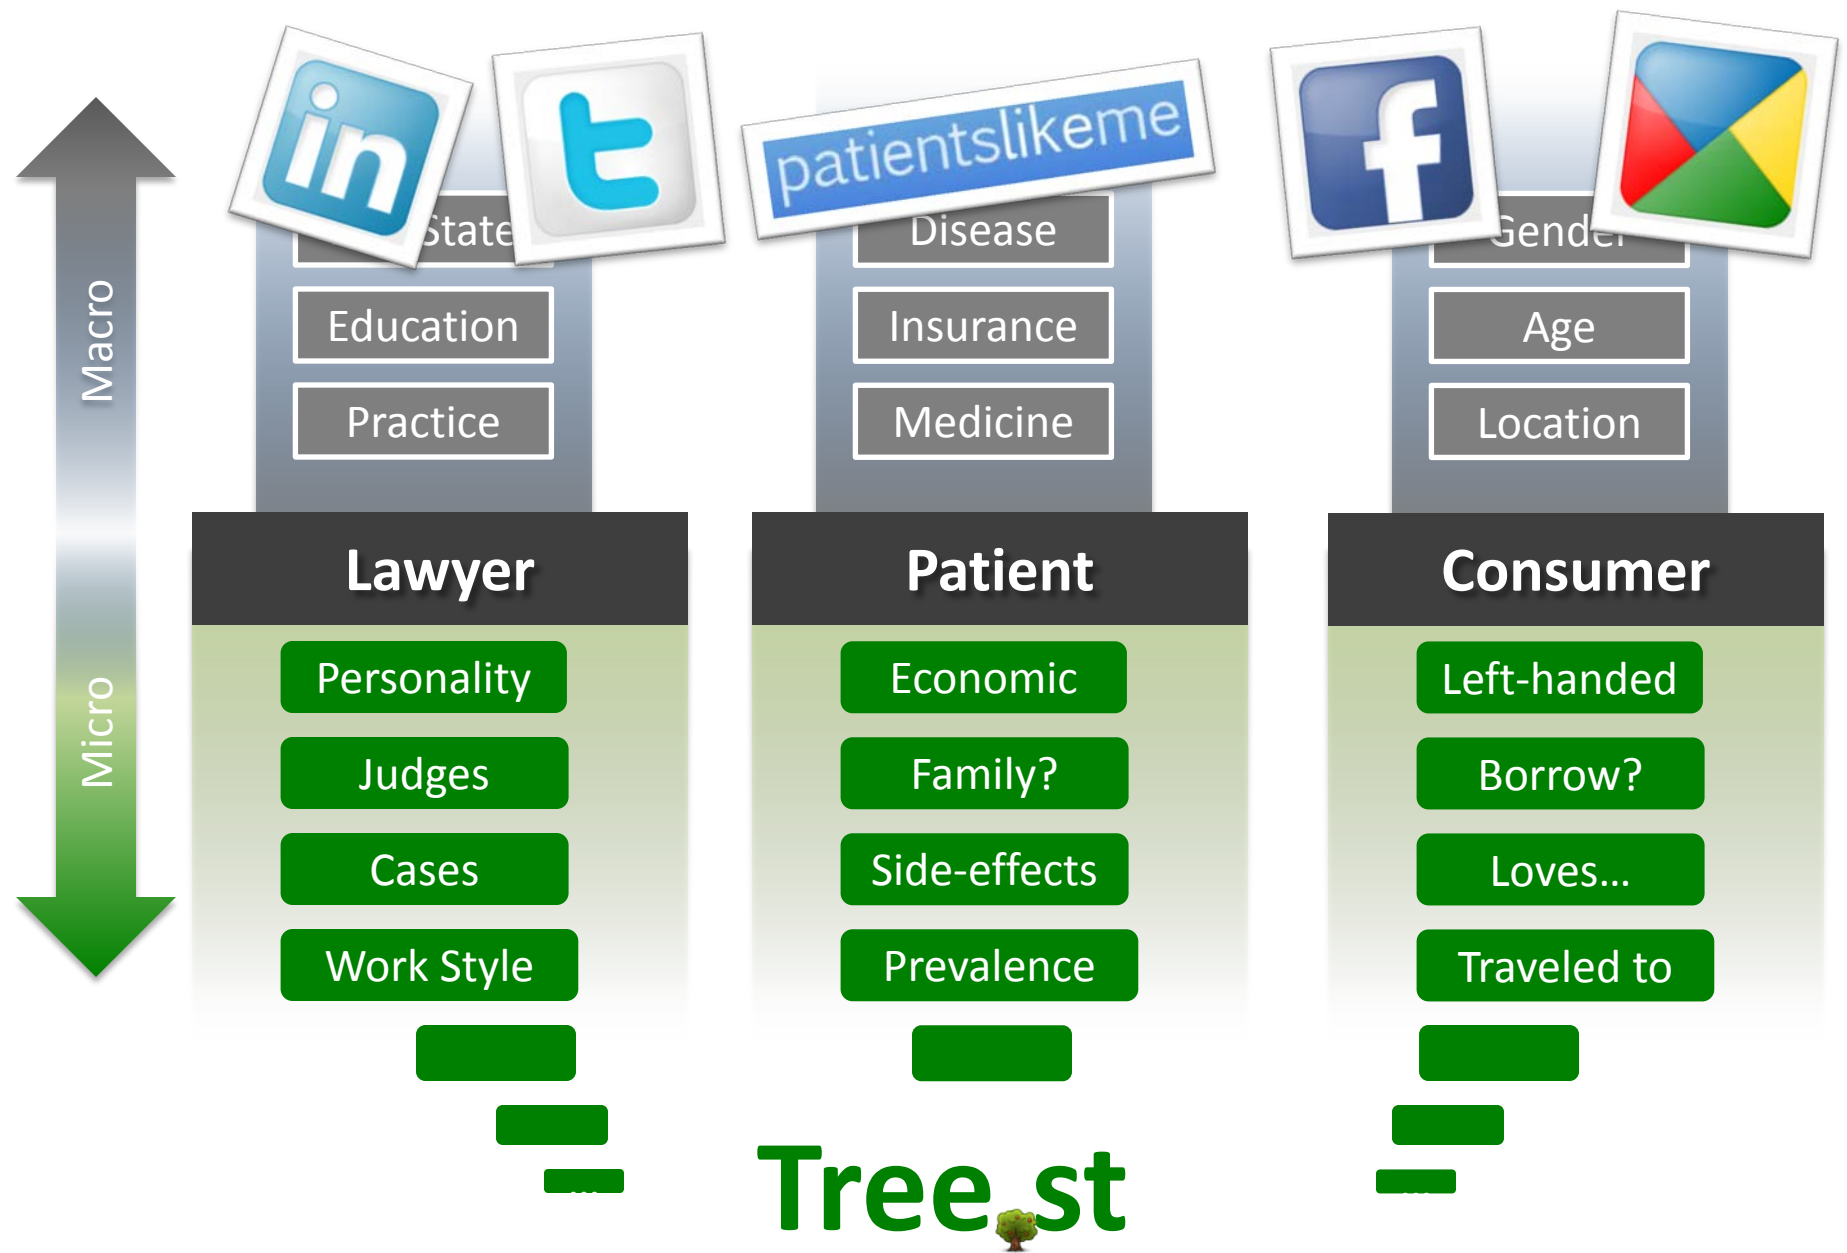 in
t
patientslikeme
f
State
Disease
Gender
Education
Insurance
Age
Practice
Medicine
Location
Macro
Lawyer
Patient
Consumer
Personality
Economic
Left-handed
Micro
Judges
Family?
Borrow?
Cases
Side-effects
Loves...
Work Style
Prevalence
Traveled to
...
...
Tree.st